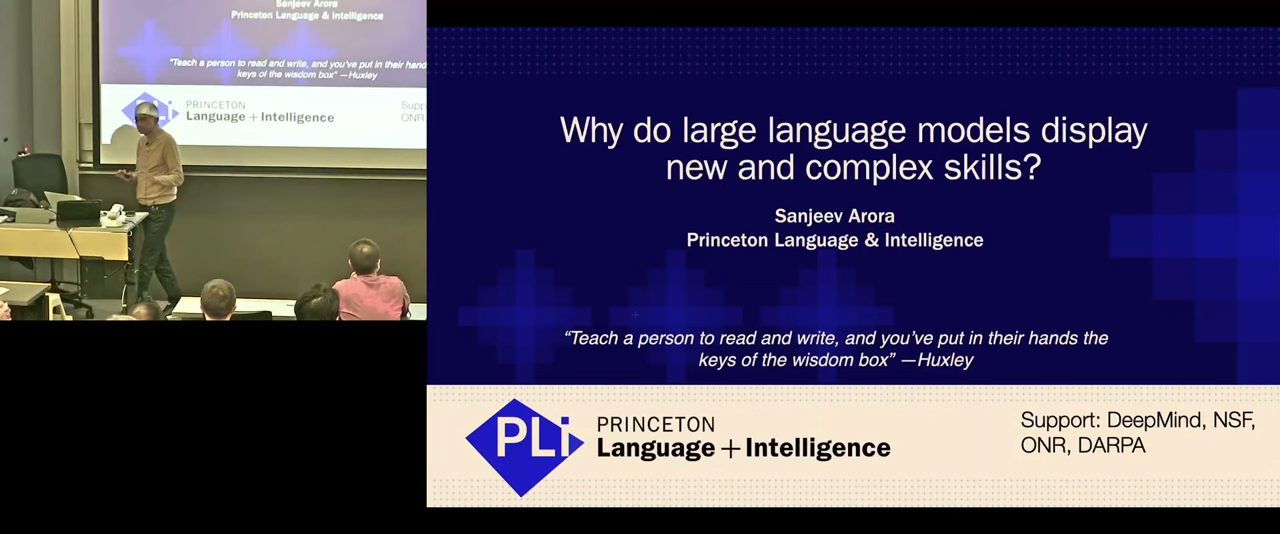 Sanjeev Arora
Princeton Language & Intelligence
"Teach a person to read and write, and you've put in their hand
keys of the wisdom box" —Huxley
PLi
PRINCETON
Language + Intelligence
Supp
ONR
Why do large language models display
new and complex skills?
Sanjeev Arora
Princeton Language & Intelligence
“Teach a person to read and write, and you’ve put in their hands the
keys of the wisdom box” —Huxley
PLi
PRINCETON
Language + Intelligence
Support: DeepMind, NSF,
ONR, DARPA